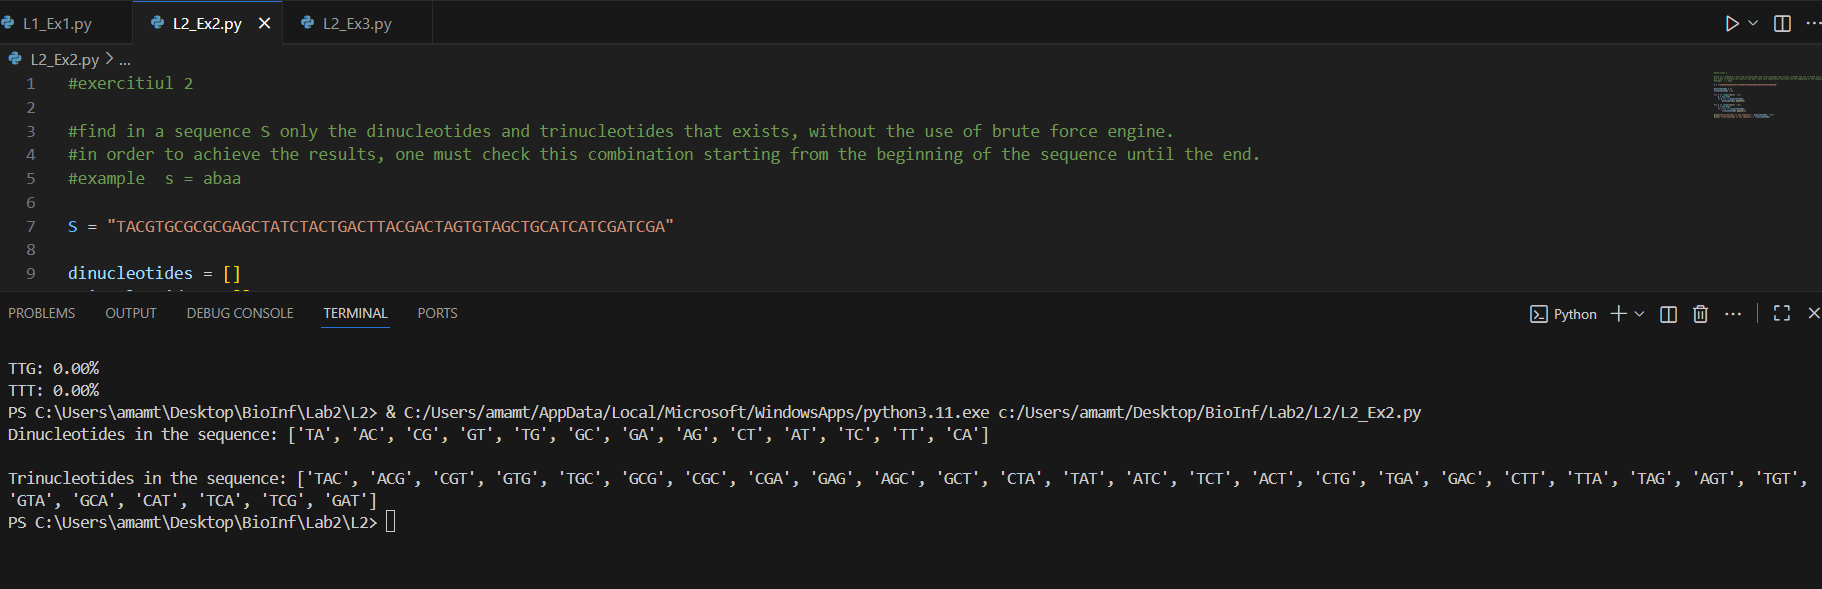 L1_Ex1.py L2_Ex2.py L2_Ex3.py
L2_Ex2.py > ...
1 #exercitiul 2
2
3 #find in a sequence S only the dinucleotides and trinucleotides that exists, without the use of brute force engine.
4 #in order to achieve the results, one must check this combination starting from the beginning of the sequence until the end.
5 #example  s = abaa
6
7 S = "TACGTGCGCGCGAGCTATCTACTGACTTACGACTAGTGTAGCTGCATCATCGATCGA"
8
9 dinucleotides = []
PROBLEMS OUTPUT DEBUG CONSOLE TERMINAL PORTS Python
TTG: 0.00%
TTT: 0.00%
PS C:\Users\amamt\Desktop\BioInf\Lab2\L2> & C:/Users/amamt/AppData/Local/Microsoft/WindowsApps/python3.11.exe c:/Users/amamt/Desktop/BioInf/Lab2/L2/L2_Ex2.py
Dinucleotides in the sequence: ['TA', 'AC', 'CG', 'GT', 'TG', 'GC', 'GA', 'AG', 'CT', 'AT', 'TC', 'TT', 'CA']
Trinucleotides in the sequence: ['TAC', 'ACG', 'CGT', 'GTG', 'TGC', 'GCG', 'CGC', 'CGA', 'GAG', 'AGC', 'GCT', 'CTA', 'TAT', 'ATC', 'TCT', 'ACT', 'CTG', 'TGA', 'GAC', 'CTT', 'TTA', 'TAG', 'AGT', 'TGT',
'GTA', 'GCA', 'CAT', 'TCA', 'TCG', 'GAT']
PS C:\Users\amamt\Desktop\BioInf\Lab2\L2>